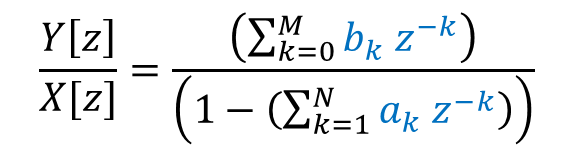 Y[z] / X[z] = (∑_{k=0}^{M} b_k z^{-k}) / (1 − (∑_{k=1}^{N} a_k z^{-k}))